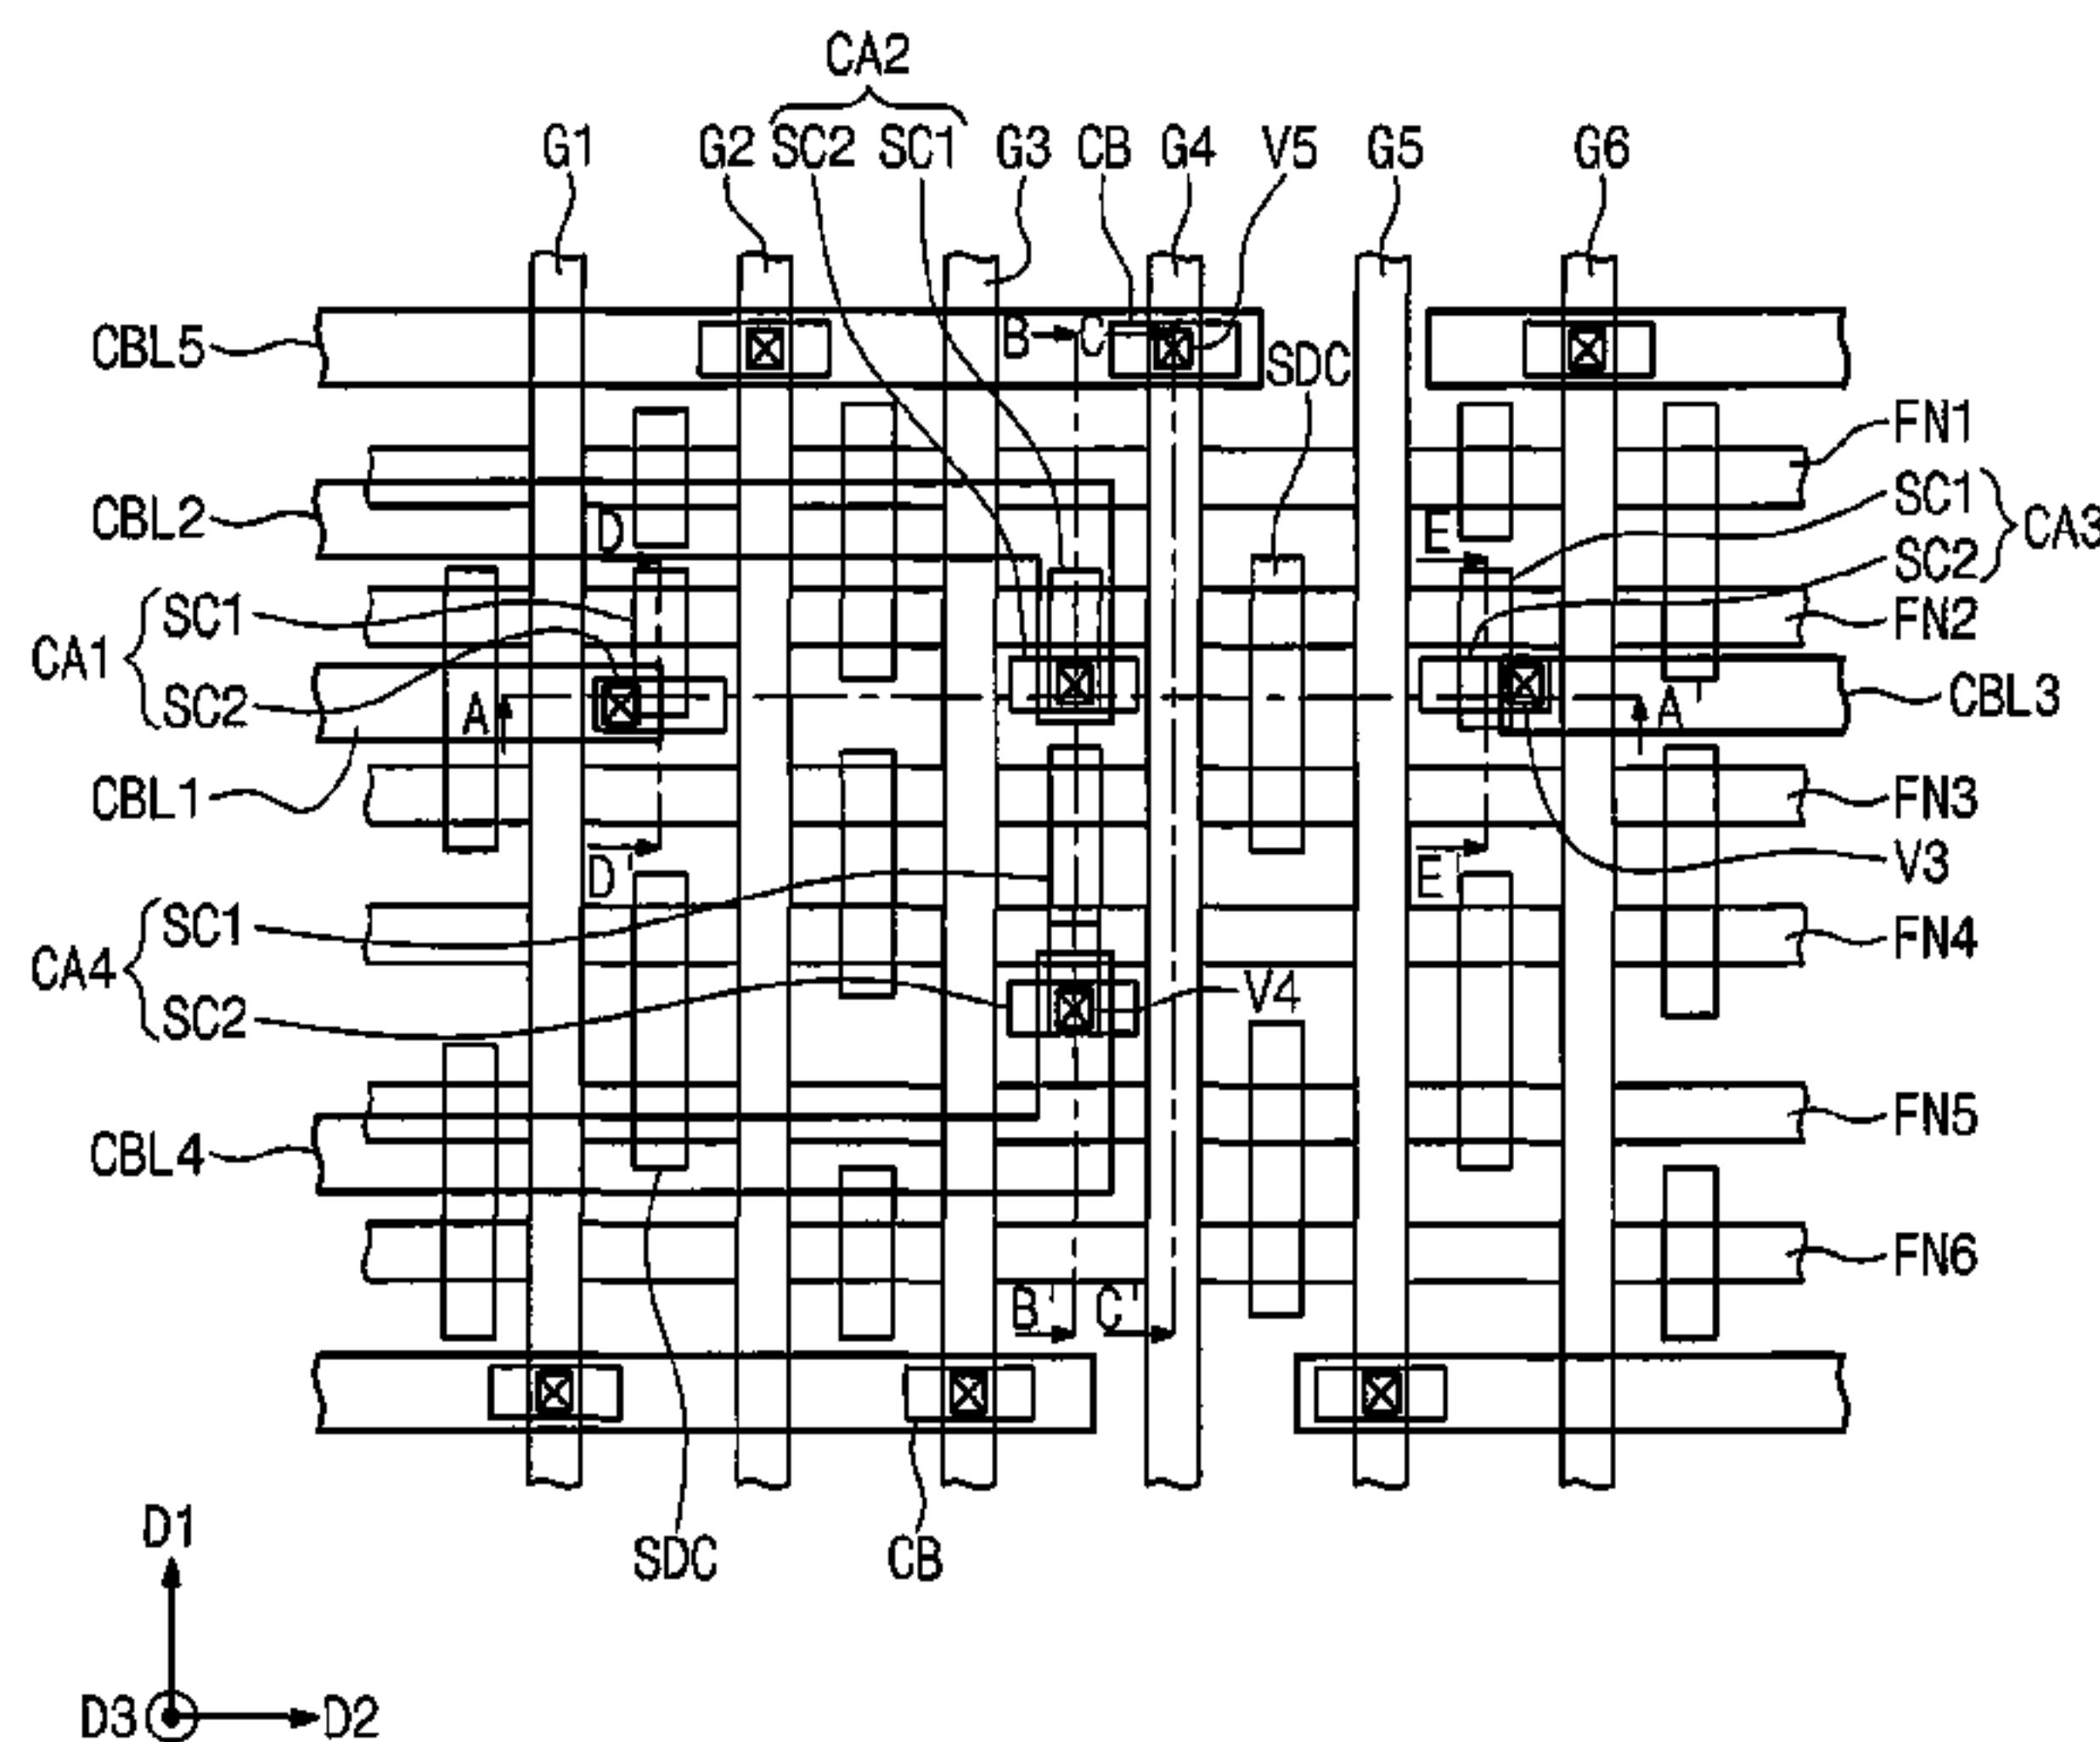 CA2
G1 G2 SC2 SC1 G3 CB G4 V5 G5 G6
CBL5 B C SDC
FN1
CBL2 D E SC1 CA3
SC2
CA1 SC1 FN2
SC2 A A' CBL3
CBL1 FN3
D' E' V3
CA4 SC1 FN4
SC2 V4
CBL4 FN5
FN6
B' C'
D1 SDC CB
D3 D2